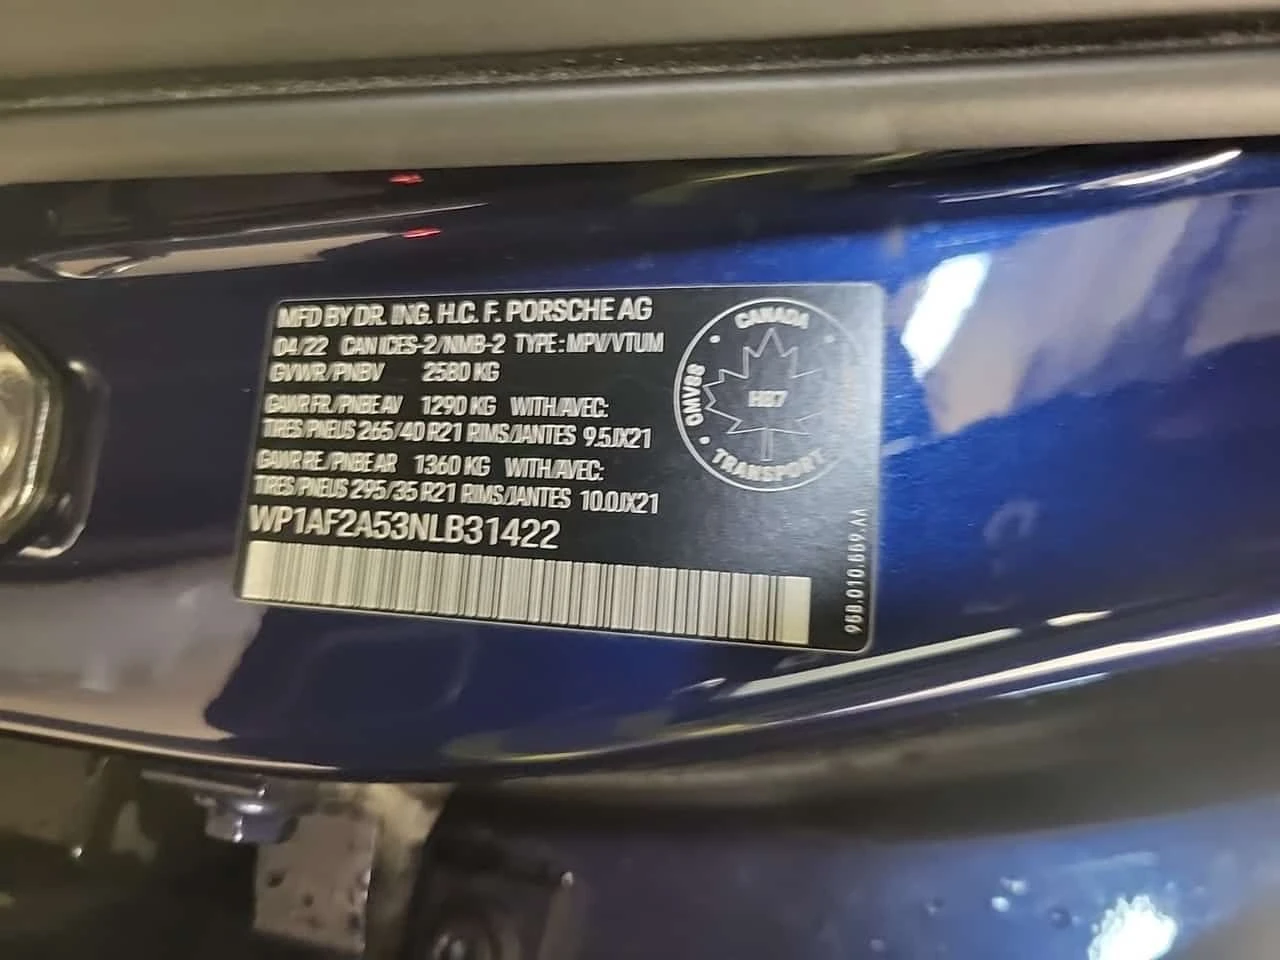 MFD BY DR. ING. H.C. F. PORSCHE AG
04/22 CAN ICES-2/NMB-2 TYPE: MPV/VTUM
GVWR/PNBV 2580 KG
GAWR FR./PNBE AV 1290 KG WITH/AVEC:
TIRES/PNEUS 265/40 R21 RIMS/JANTES 9.5JX21
GAWR RE./PNBE AR 1360 KG WITH/AVEC:
TIRES/PNEUS 295/35 R21 RIMS/JANTES 10.0JX21
WP1AF2A53NLB31422
CANADA
CMVSS
TRANSPORT
95B.010.559.AA